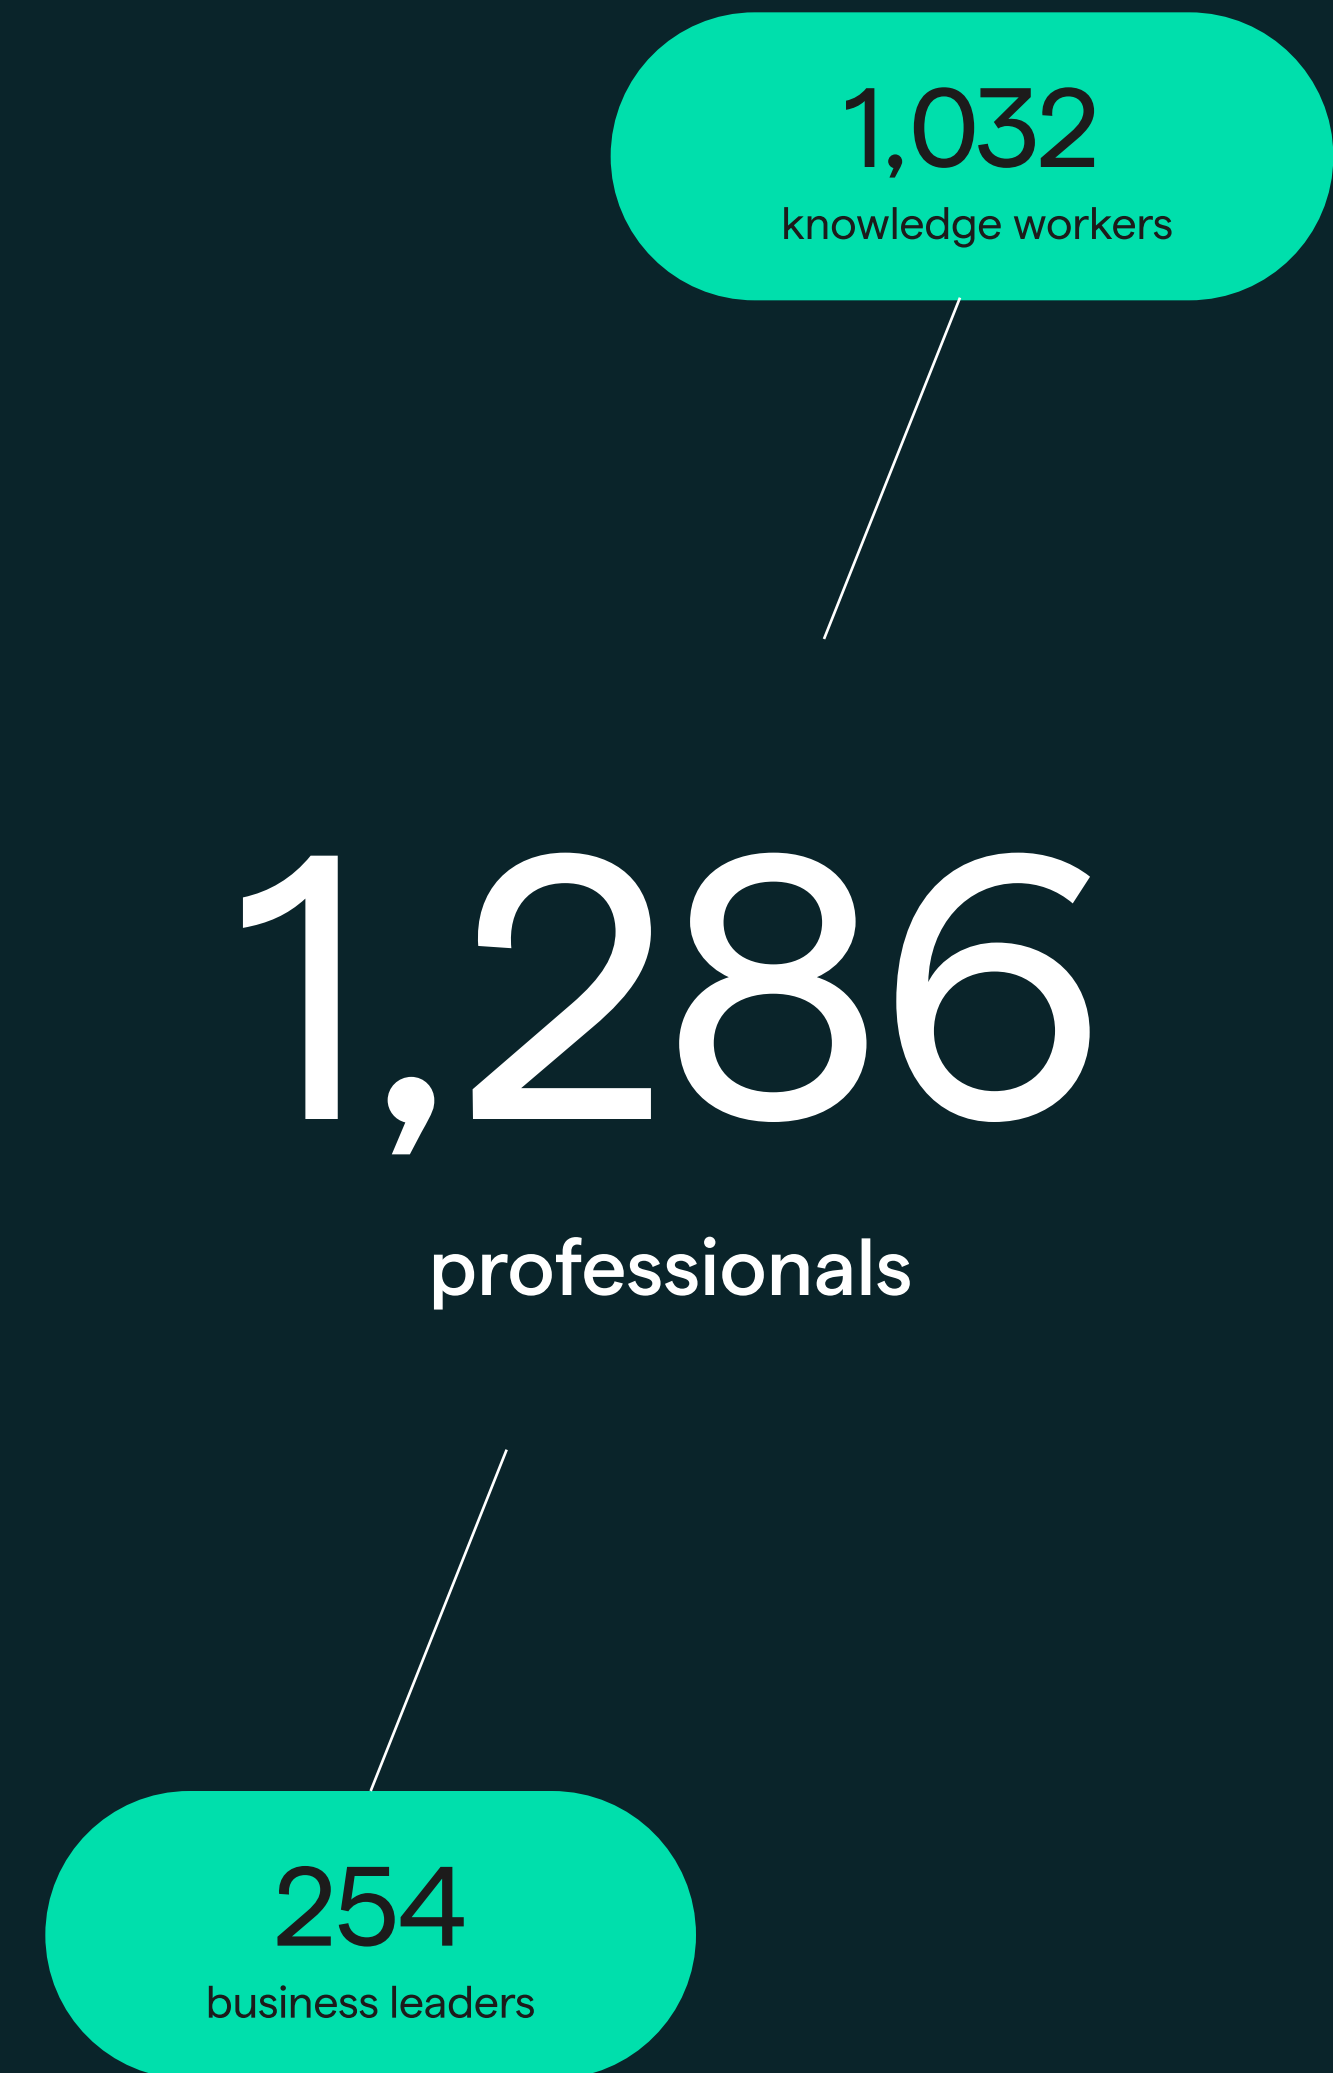 1,032
knowledge workers
1,286
professionals
254
business leaders